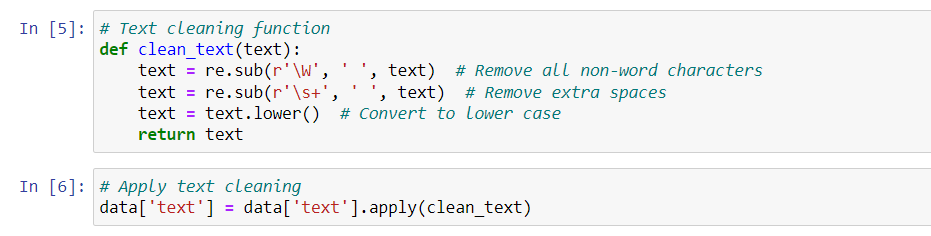 In [5]: # Text cleaning function
def clean_text(text):
    text = re.sub(r'\W', ' ', text)  # Remove all non-word characters
    text = re.sub(r'\s+', ' ', text)  # Remove extra spaces
    text = text.lower()  # Convert to lower case
    return text
In [6]: # Apply text cleaning
data['text'] = data['text'].apply(clean_text)